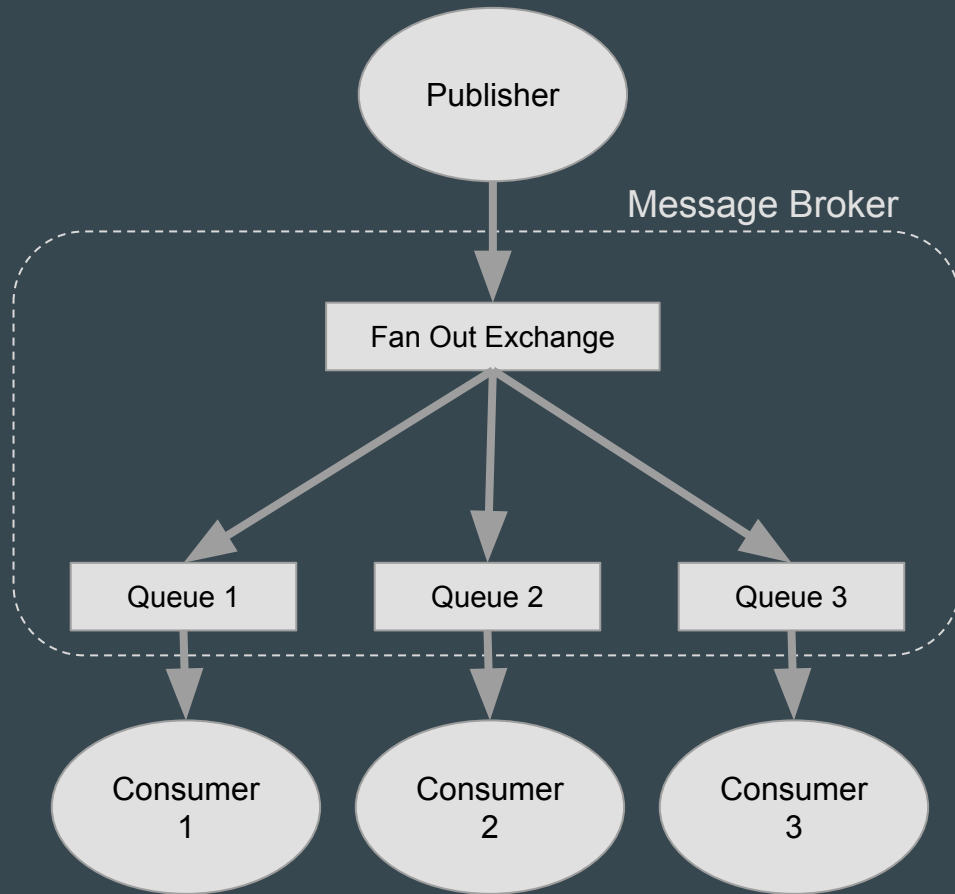 Publisher
Message Broker
Fan Out Exchange
Queue 1
Queue 2
Queue 3
Consumer
1
Consumer
2
Consumer
3